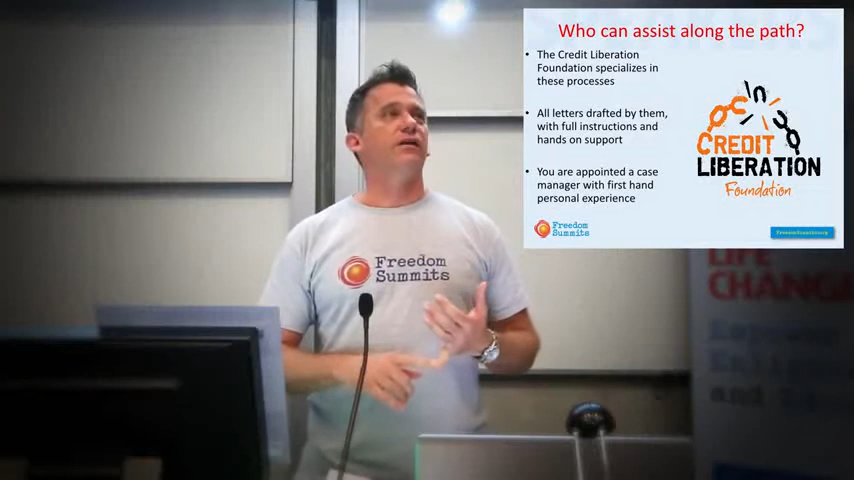 Who can assist along the path?
• The Credit Liberation
Foundation specializes in
these processes
• All letters drafted by them,
with full instructions and
hands on support
• You are appointed a case
manager with first hand
personal experience
CREDIT
LIBERATION
Foundation
Freedom
Summits
Freedom
Summits
LIFE
CHANGI